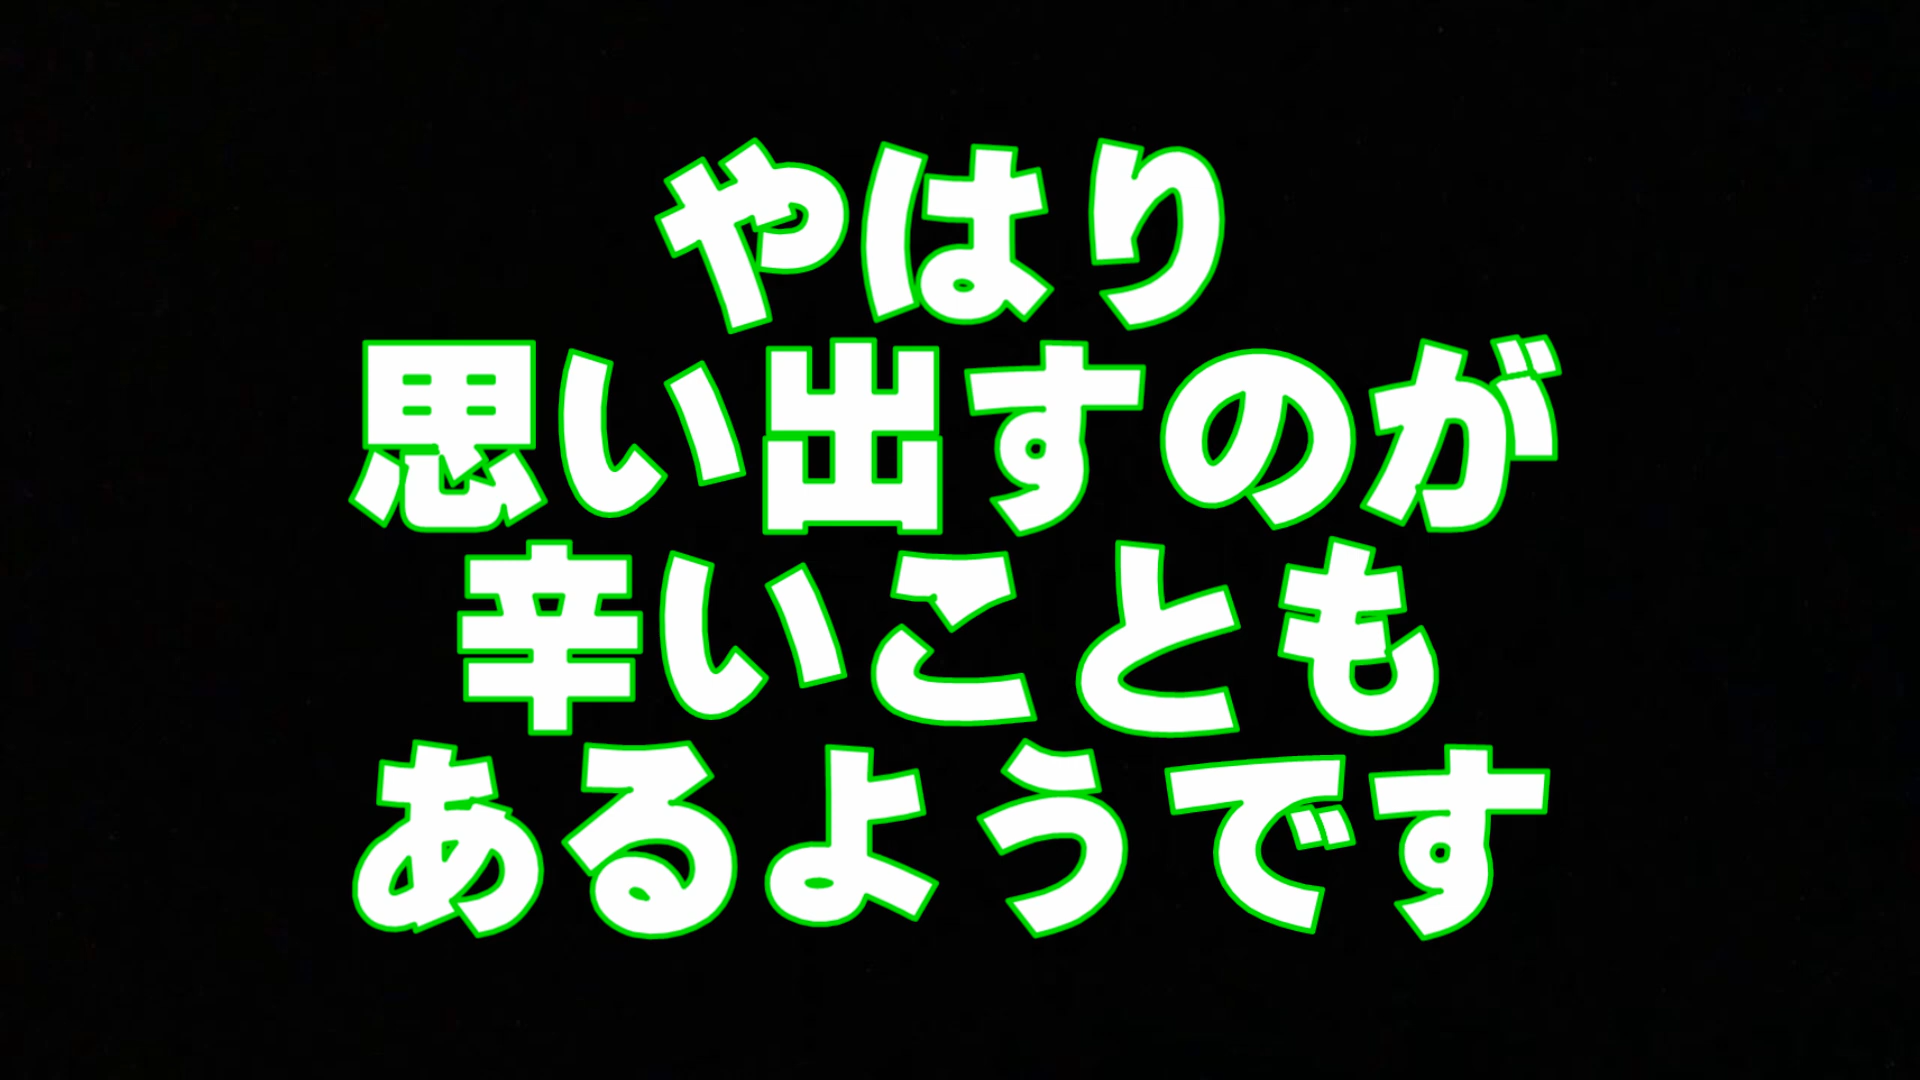 やはり
思い出すのが
辛いことも
あるようです